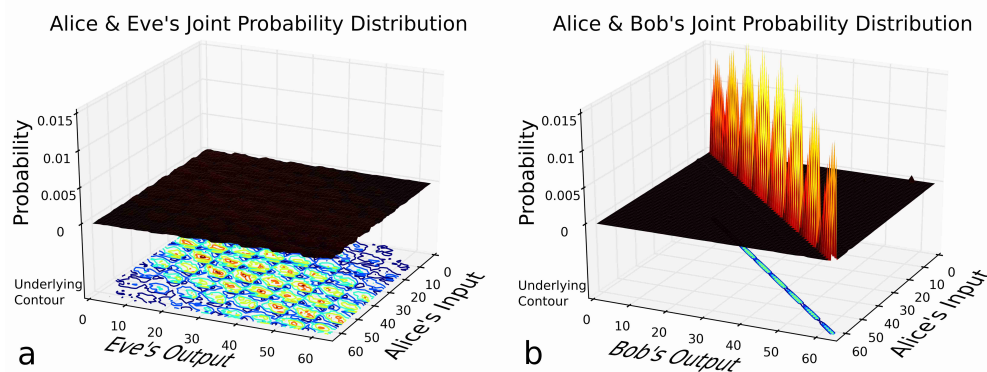 Alice & Eve's Joint Probability Distribution
0.015
0.01
0.005
0
Probability
Underlying
Contour
0 10 20 30 40 50 60
Eve's Output
0 10 20 30 40 50 60
Alice's Input
a
Alice & Bob's Joint Probability Distribution
0.015
0.01
0.005
0
Probability
Underlying
Contour
0 10 20 30 40 50 60
Bob's Output
0 10 20 30 40 50 60
Alice's Input
b